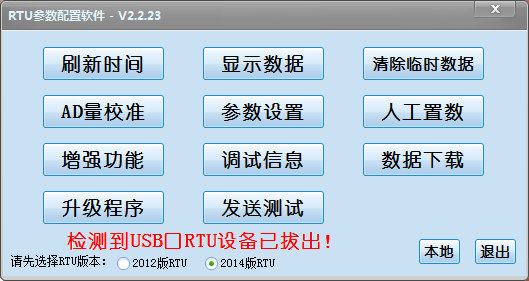 RTU参数配置软件 - V2.2.23
刷新时间 显示数据 清除临时数据
AD量校准 参数设置 人工置数
增强功能 调试信息 数据下载
升级程序 发送测试
检测到USB口RTU设备已拔出!
请先选择RTU版本: 2012版RTU 2014版RTU
本地 退出